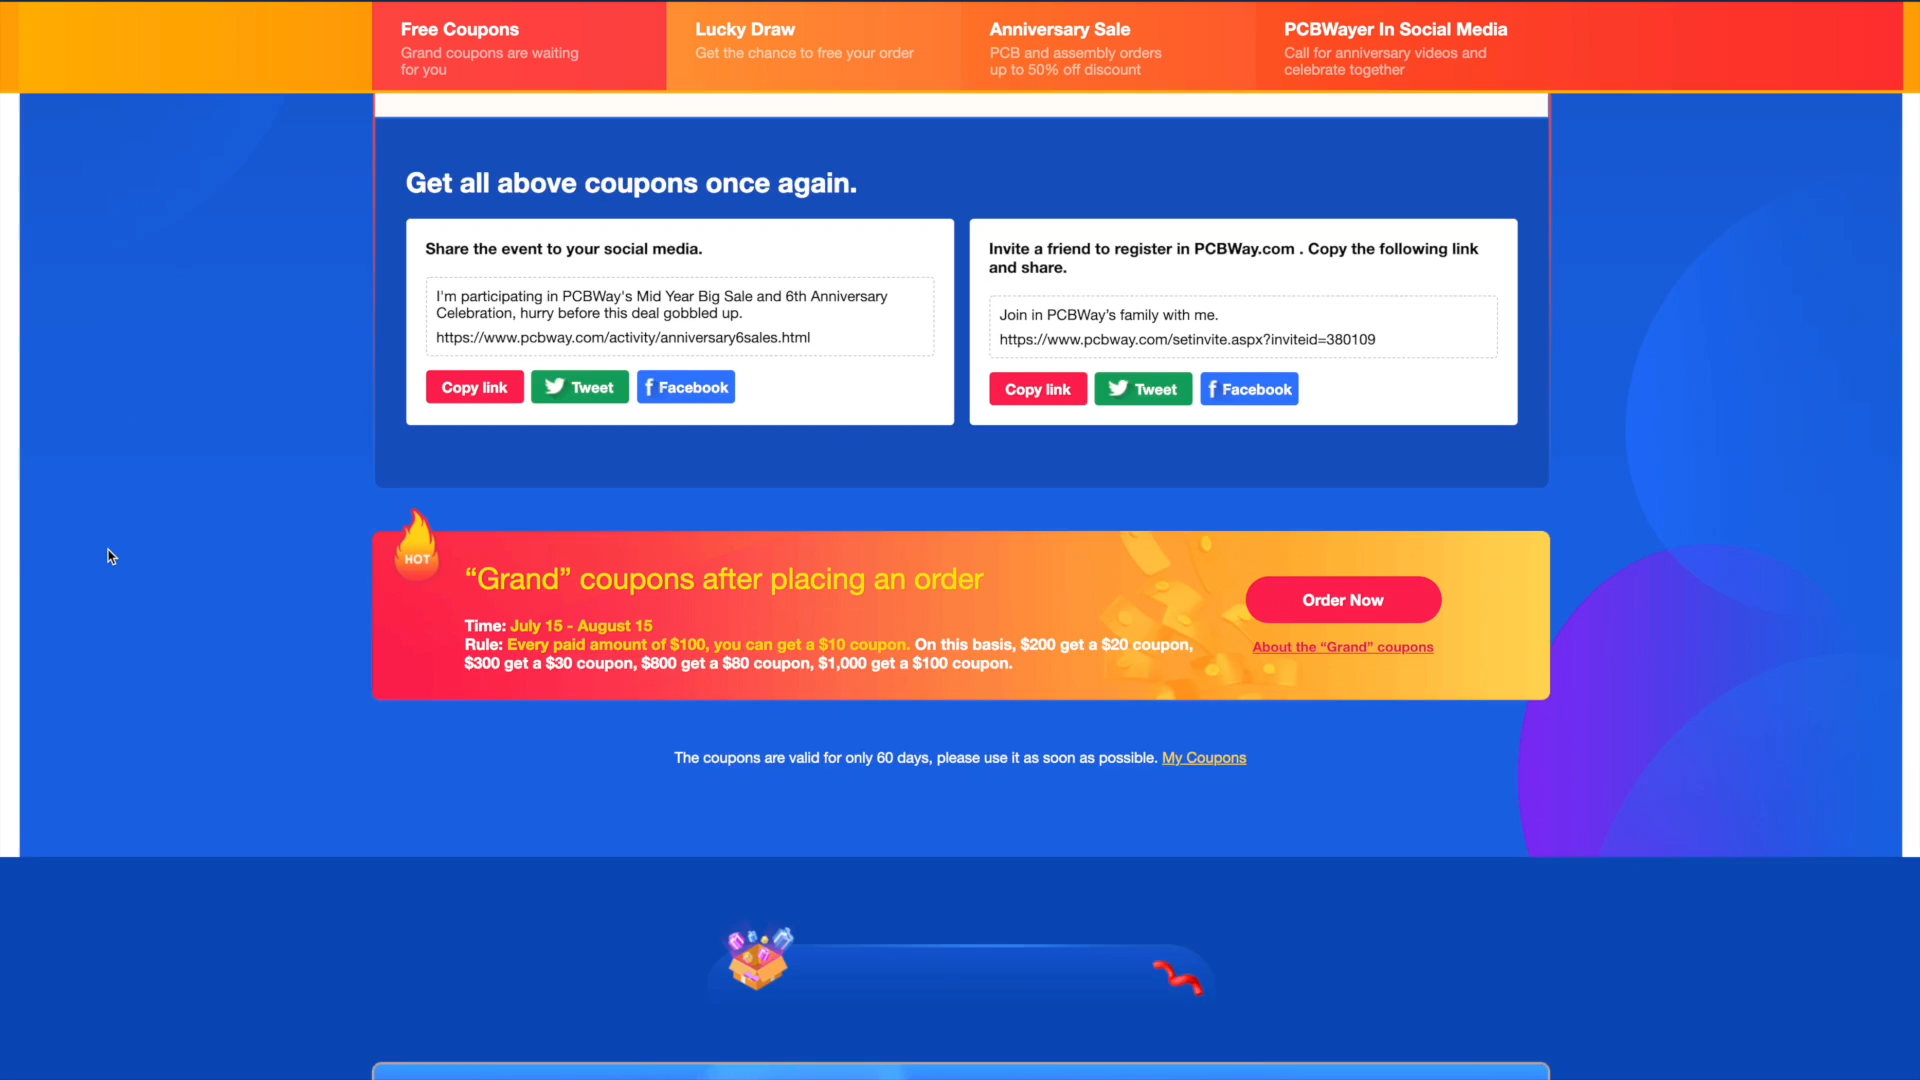 Free Coupons
Grand coupons are waiting
for you
Lucky Draw
Get the chance to free your order
Anniversary Sale
PCB and assembly orders
up to 50% off discount
PCBWayer In Social Media
Call for anniversary videos and
celebrate together
Get all above coupons once again.
Share the event to your social media.
I'm participating in PCBWay's Mid Year Big Sale and 6th Anniversary
Celebration, hurry before this deal gobbled up.
https://www.pcbway.com/activity/anniversary6sales.html
Copy link
Tweet
Facebook
Invite a friend to register in PCBWay.com . Copy the following link
and share.
Join in PCBWay’s family with me.
https://www.pcbway.com/setinvite.aspx?inviteid=380109
Copy link
Tweet
Facebook
HOT
“Grand” coupons after placing an order
Time: July 15 - August 15
Rule: Every paid amount of $100, you can get a $10 coupon. On this basis, $200 get a $20 coupon,
$300 get a $30 coupon, $800 get a $80 coupon, $1,000 get a $100 coupon.
Order Now
About the “Grand” coupons
The coupons are valid for only 60 days, please use it as soon as possible. My Coupons